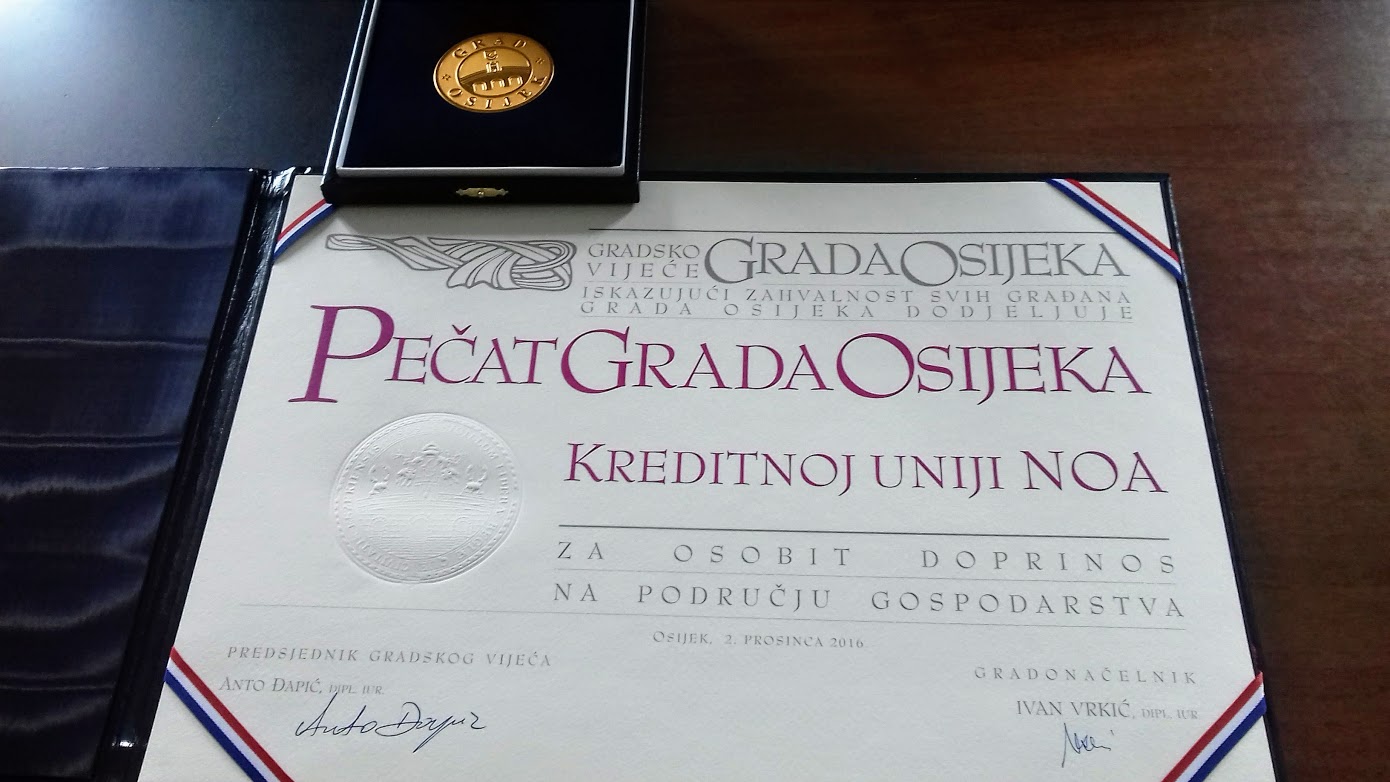 GRAD
OSIJEK
GRADSKO
VIJEĆE
GRADA OSIJEKA
ISKAZUJUĆI ZAHVALNOST SVIH GRAĐANA
GRADA OSIJEKA DODJELJUJE
PEČAT GRADA OSIJEKA
KREDITNOJ UNIJI NOA
ZA OSOBIT DOPRINOS
NA PODRUČJU GOSPODARSTVA
OSIJEK, 2. PROSINCA 2016
PREDSJEDNIK GRADSKOG VIJEĆA
ANTO ĐAPIĆ, DIPL. IUR.
Anto Đapić
GRADONAČELNIK
IVAN VRKIĆ, DIPL. IUR